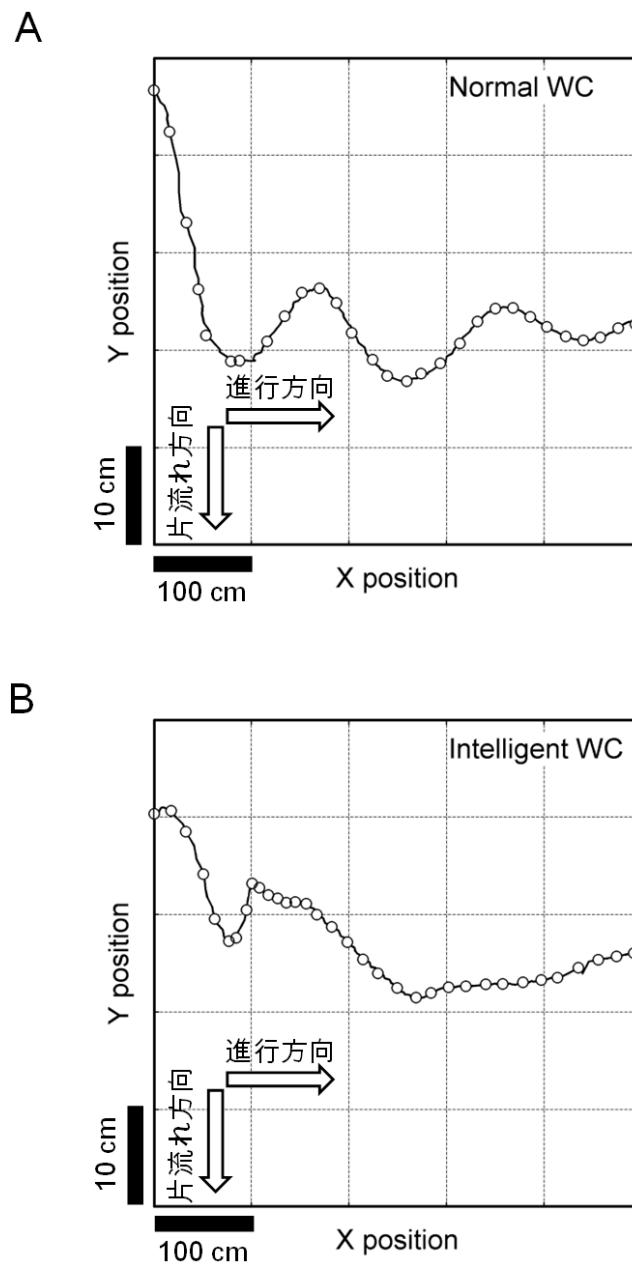 A
Normal WC
Y position
進行方向
片流れ方向
10 cm
100 cm
X position
B
Intelligent WC
Y position
進行方向
片流れ方向
10 cm
100 cm
X position